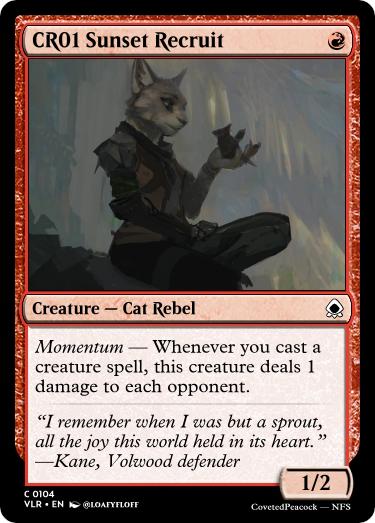 CR01 Sunset Recruit
Creature — Cat Rebel
Momentum — Whenever you cast a
creature spell, this creature deals 1
damage to each opponent.
“I remember when I was but a sprout,
all the joy this world held in its heart.”
—Kane, Volwood defender
1/2
C 0104
VLR • EN @LOAFYFLOFF
CovetedPeacock — NFS